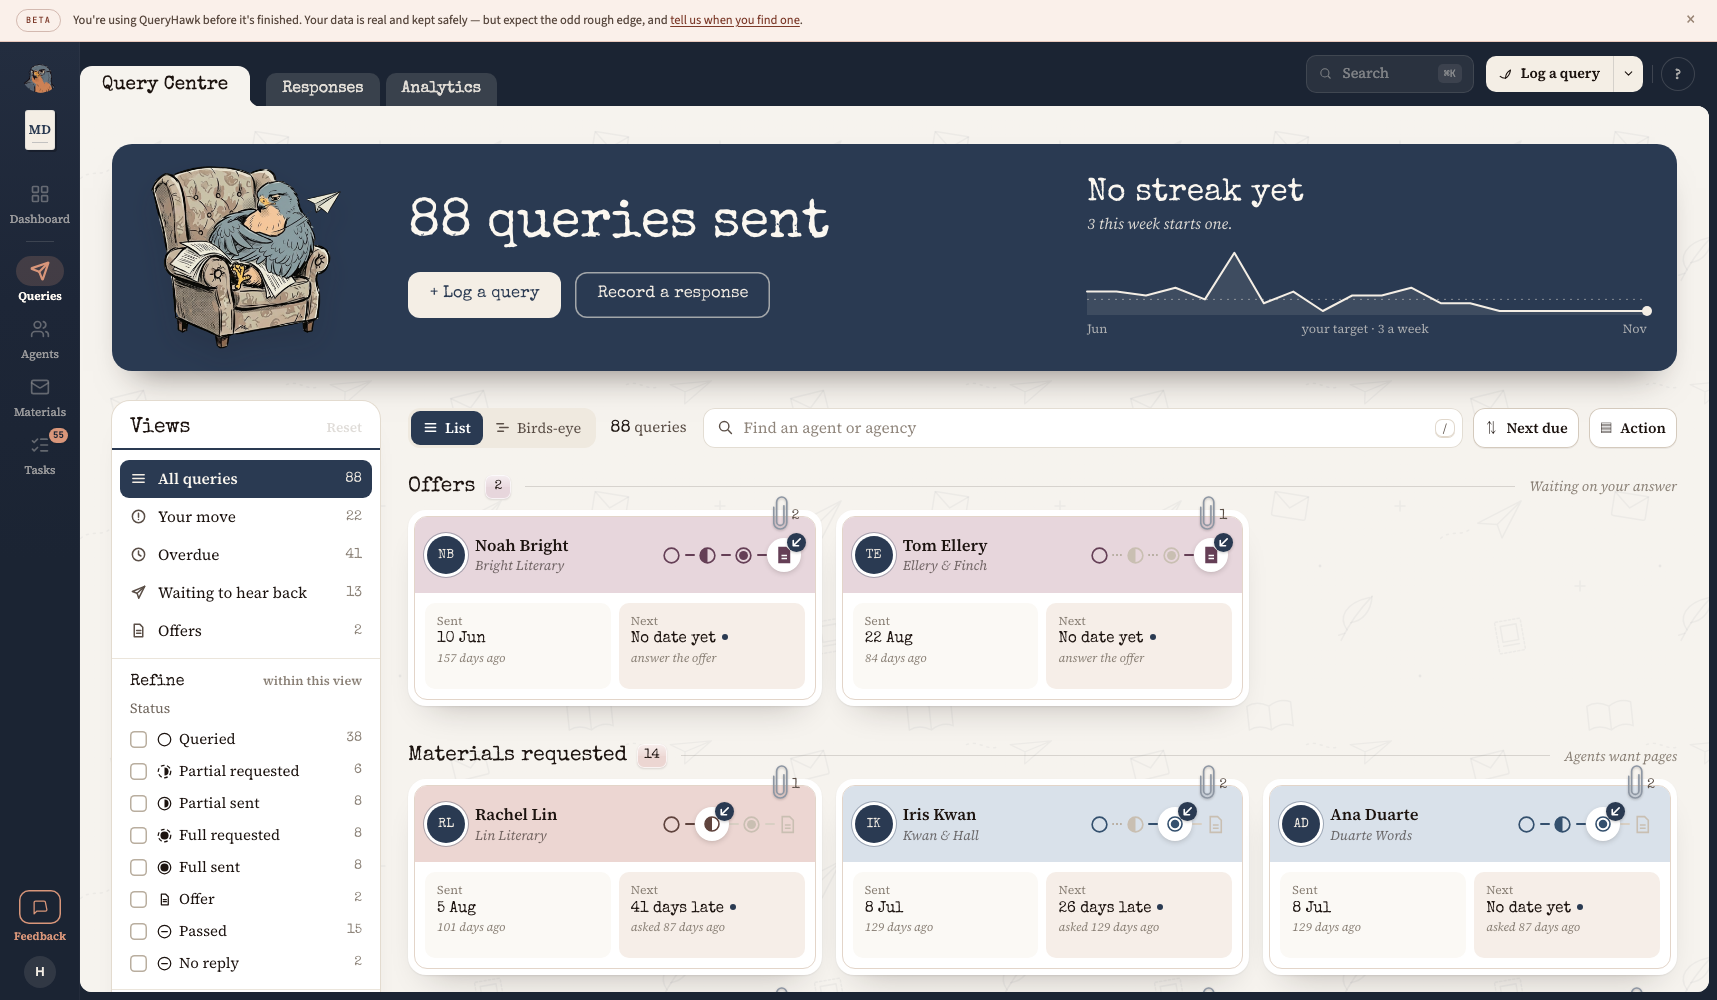 BETA
You're using QueryHawk before it's finished. Your data is real and kept safely — but expect the odd rough edge, and tell us when you find one.
×
Query Centre
Responses
Analytics
Search
⌘K
Log a query
?
MD
Dashboard
Queries
Agents
Materials
55
Tasks
Feedback
H
88 queries sent
+ Log a query
Record a response
No streak yet
3 this week starts one.
Jun
your target · 3 a week
Nov
Views
Reset
All queries 88
Your move 22
Overdue 41
Waiting to hear back 13
Offers 2
Refine
within this view
Status
Queried 38
Partial requested 6
Partial sent 8
Full requested 8
Full sent 8
Offer 2
Passed 15
No reply 2
List
Birds-eye
88 queries
Find an agent or agency
/
Next due
Action
Offers 2
Waiting on your answer
2
NB
Noah Bright
Bright Literary
Sent
10 Jun
157 days ago
Next
No date yet
answer the offer
1
TE
Tom Ellery
Ellery & Finch
Sent
22 Aug
84 days ago
Next
No date yet
answer the offer
Materials requested 14
Agents want pages
1
RL
Rachel Lin
Lin Literary
Sent
5 Aug
101 days ago
Next
41 days late
asked 87 days ago
2
IK
Iris Kwan
Kwan & Hall
Sent
8 Jul
129 days ago
Next
26 days late
asked 129 days ago
2
AD
Ana Duarte
Duarte Words
Sent
8 Jul
129 days ago
Next
No date yet
asked 87 days ago